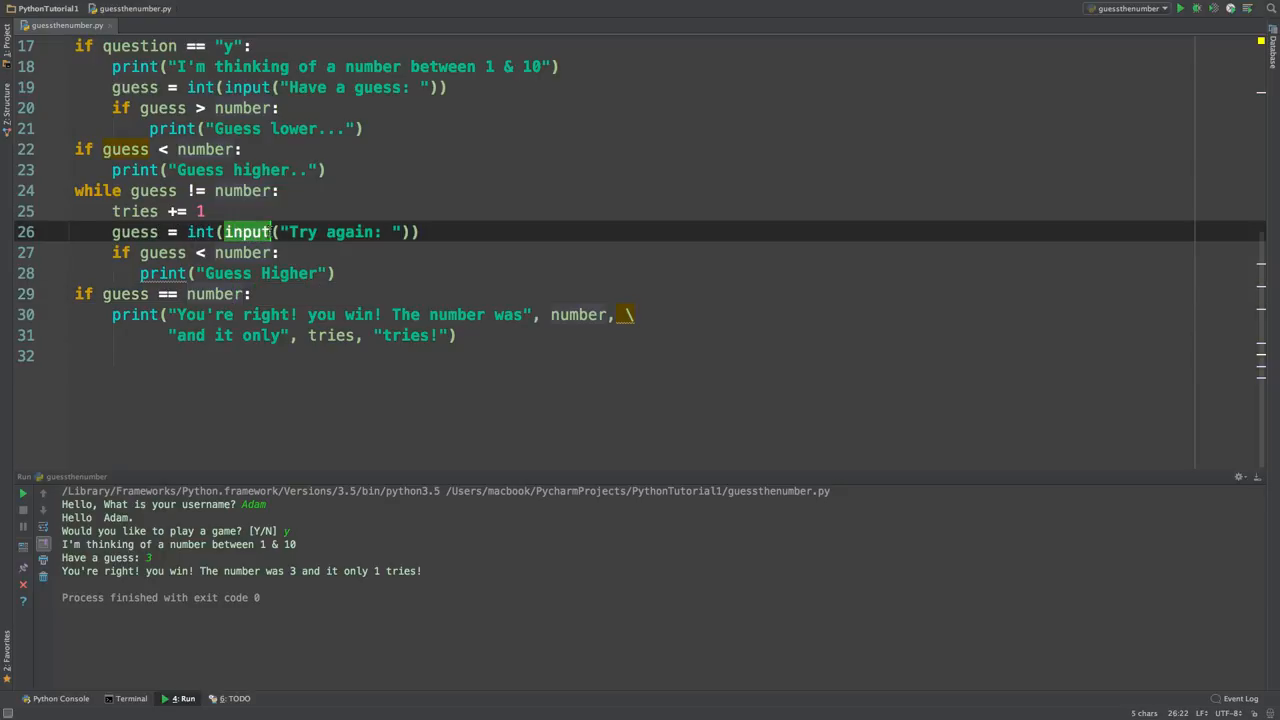 PythonTutorial1 guessthenumber.py guessthenumber
guessthenumber.py
1: Project
Z: Structure
2: Favorites
Database
17 if question == "y":
18 print("I'm thinking of a number between 1 & 10")
19 guess = int(input("Have a guess: "))
20 if guess > number:
21 print("Guess lower...")
22 if guess < number:
23 print("Guess higher..")
24 while guess != number:
25 tries += 1
26 guess = int(input("Try again: "))
27 if guess < number:
28 print("Guess Higher")
29 if guess == number:
30 print("You're right! you win! The number was", number, \
31 "and it only", tries, "tries!")
32
Run guessthenumber
/Library/Frameworks/Python.framework/Versions/3.5/bin/python3.5 /Users/macbook/PycharmProjects/PythonTutorial1/guessthenumber.py
Hello, What is your username? Adam
Hello  Adam.
Would you like to play a game? [Y/N] y
I'm thinking of a number between 1 & 10
Have a guess: 3
You're right! you win! The number was 3 and it only 1 tries!
Process finished with exit code 0
Python Console Terminal 4: Run 6: TODO Event Log
5 chars 26:22 LF÷ UTF-8÷